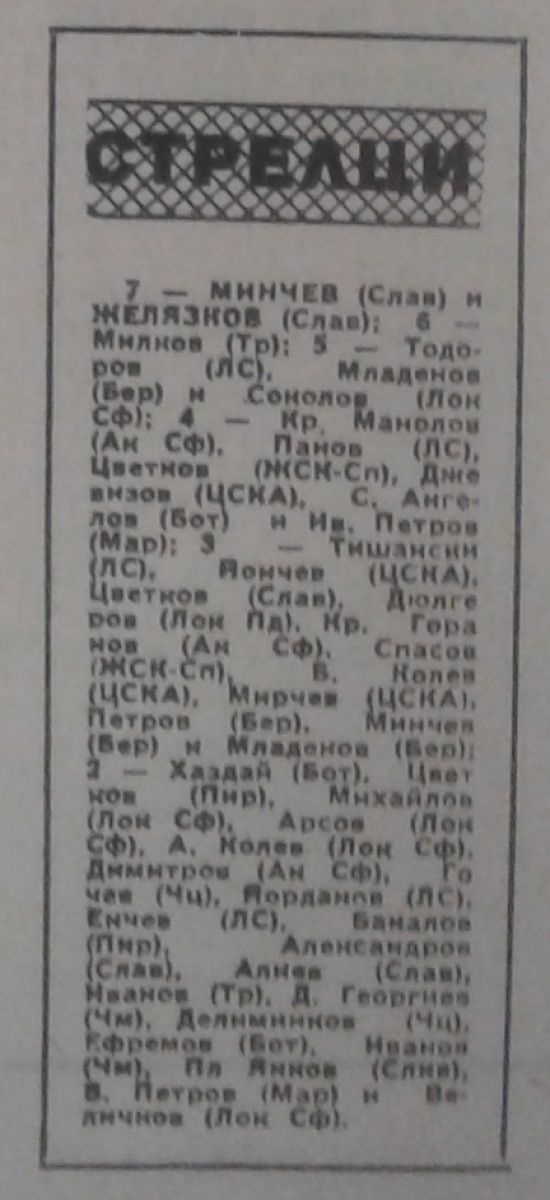 СТРЕЛЦИ
7 — МИНЧЕВ (Слав) и
ЖЕЛЯЗКОВ (Слав); 6 —
Милков (Тр); 5 — Тодо-
ров (ЛС), Младенов
(Бер) и Соколов (Лок
Сф); 4 — Кр. Манолов
(Ак Сф), Панов (ЛС),
Цветков (ЖСК-Сп), Дже
визов (ЦСКА), С. Анге-
лов (Бот) и Ив. Петров
(Мар); 3 — Тишански
(ЛС), Йончев (ЦСКА),
Цветков (Слав), Дюлге
ров (Лок Пд), Кр. Гора
нов (Ак Сф), Спасов
(ЖСК-Сп), Б. Колев
(ЦСКА), Мирчев (ЦСКА),
Петров (Бер), Минчев
(Бер) и Младенов (Бер);
2 — Хаздай (Бот), Цвет
ков (Пир), Михайлов
(Лок Сф), Арсов (Лок
Сф), А. Колев (Лок Сф),
Димитров (Ак Сф), Го
чев (Чц), Йорданов (ЛС),
Енчев (ЛС), Бакалов
(Пир), Александров
(Слав), Алиев (Слав),
Иванов (Тр), Д. Георгиев
(Чм), Делиминков (Чц),
Ефремов (Бот), Иванов
(Чм), Пл Янков (Слив),
В. Петров (Мар) и Ве-
личков (Лок Сф).